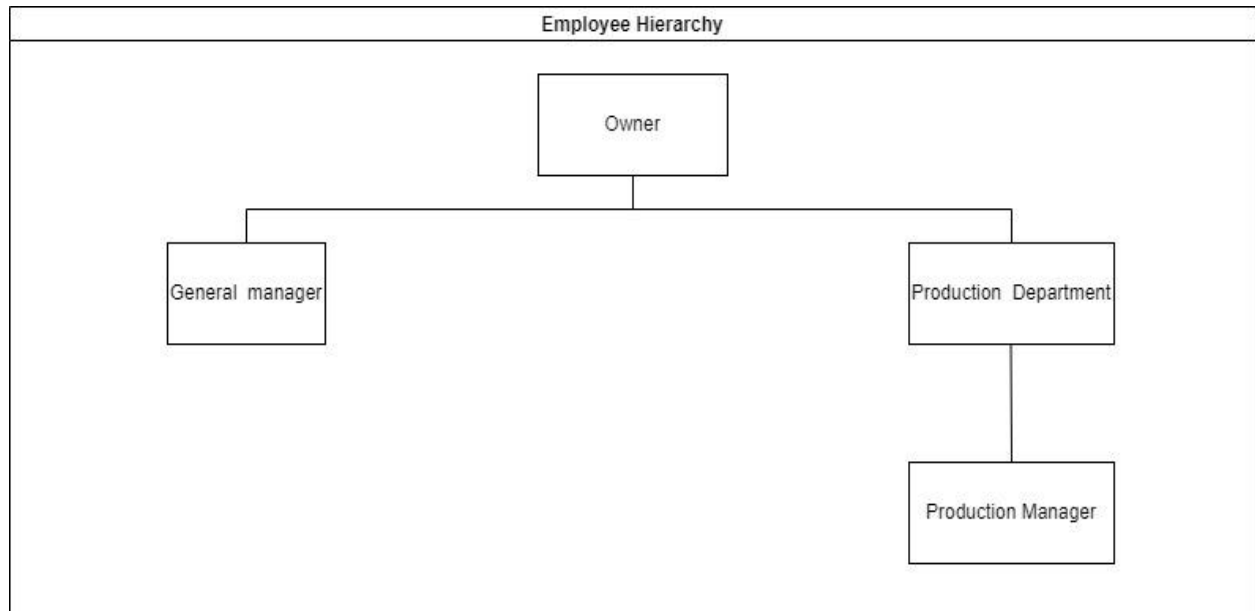 Employee Hierarchy
Owner
General manager
Production Department
Production Manager